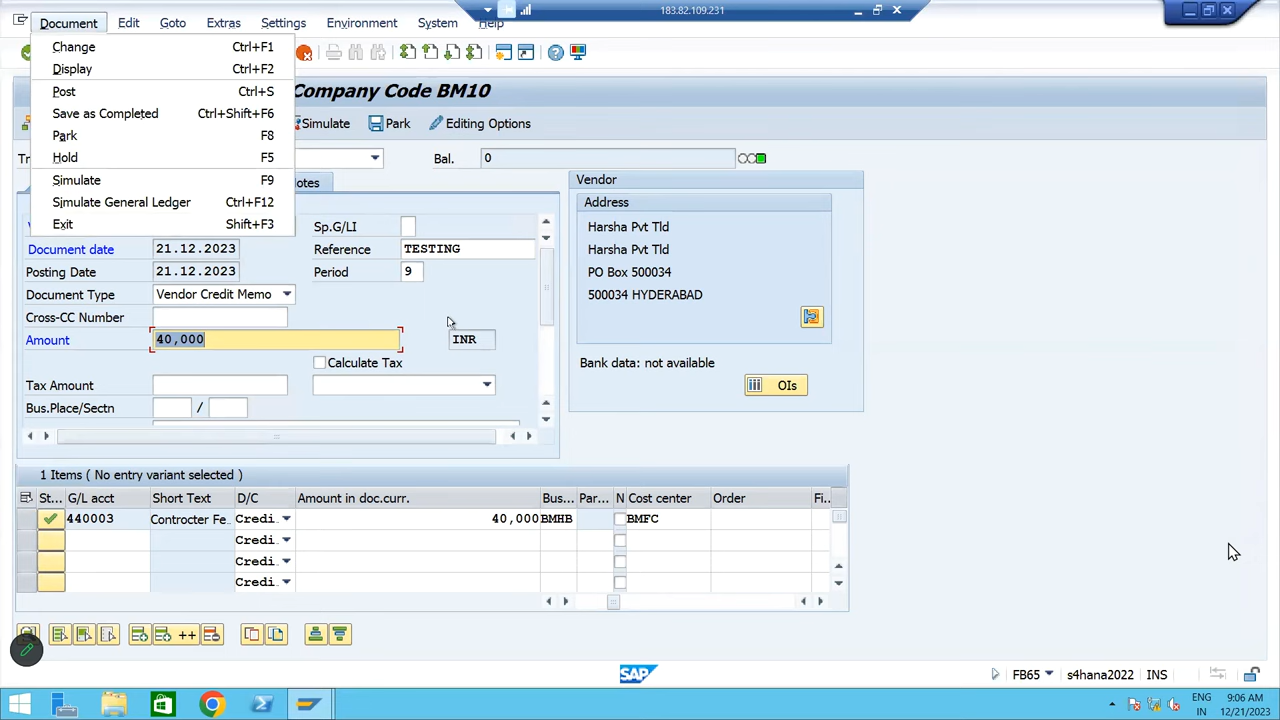 183.82.109.231
Document Edit Goto Extras Settings Environment System Help
Change Ctrl+F1
Display Ctrl+F2
Post Ctrl+S
Save as Completed Ctrl+Shift+F6
Park F8
Hold F5
Simulate F9
Simulate General Ledger Ctrl+F12
Exit Shift+F3
Company Code BM10
Simulate Park Editing Options
Bal. 0
Sp.G/LI
Document date 21.12.2023 Reference TESTING
Posting Date 21.12.2023 Period 9
Document Type Vendor Credit Memo
Cross-CC Number
Amount 40,000 INR
Calculate Tax
Tax Amount
Bus.Place/Sectn /
Vendor
Address
Harsha Pvt Tld
Harsha Pvt Tld
PO Box 500034
500034 HYDERABAD
Bank data: not available
OIs
1 Items ( No entry variant selected )
St... G/L acct Short Text D/C Amount in doc.curr. Bus... Par... N Cost center Order Fi...
440003 Controcter Fe.. Credi. 40,000 BMHB BMFC
Credi.
Credi.
Credi.
++
SAP
FB65 s4hana2022 INS
ENG 9:06 AM
IN 12/21/2023